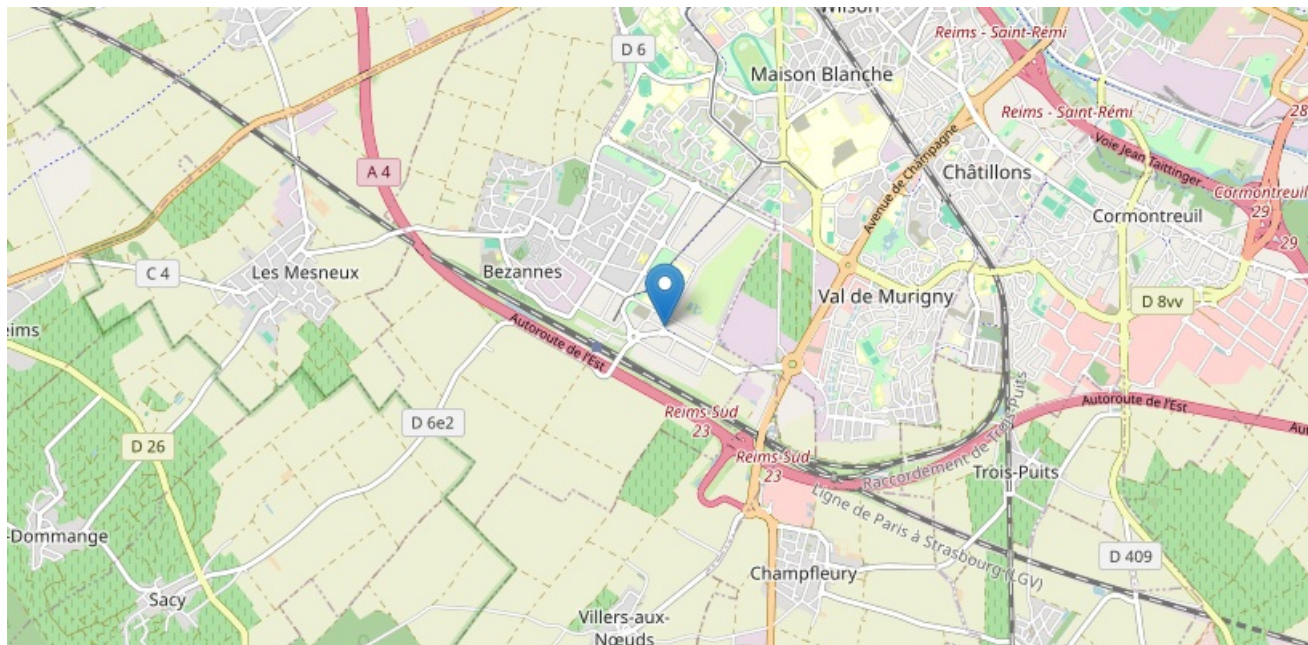 Wilson
Reims - Saint-Rémi
D 6
Maison Blanche
28
Reims - Saint-Rémi
Voie Jean Taittinger
Avenue de Champagne
A 4
Châtillons
Cormontreuil
29
Cormontreuil
29
C 4
Les Mesneux
Bezannes
Val de Murigny
D 8vv
eims
Autoroute de l'Est
Reims-Sud
23
Autoroute de l'Est
Aut
D 6e2
D 26
Reims-Sud
23
Raccordement de Trois-Puits
Trois-Puits
Ligne de Paris à Strasbourg (LGV)
-Dommange
D 409
Champfleury
Sacy
Villers-aux-
Nœuds